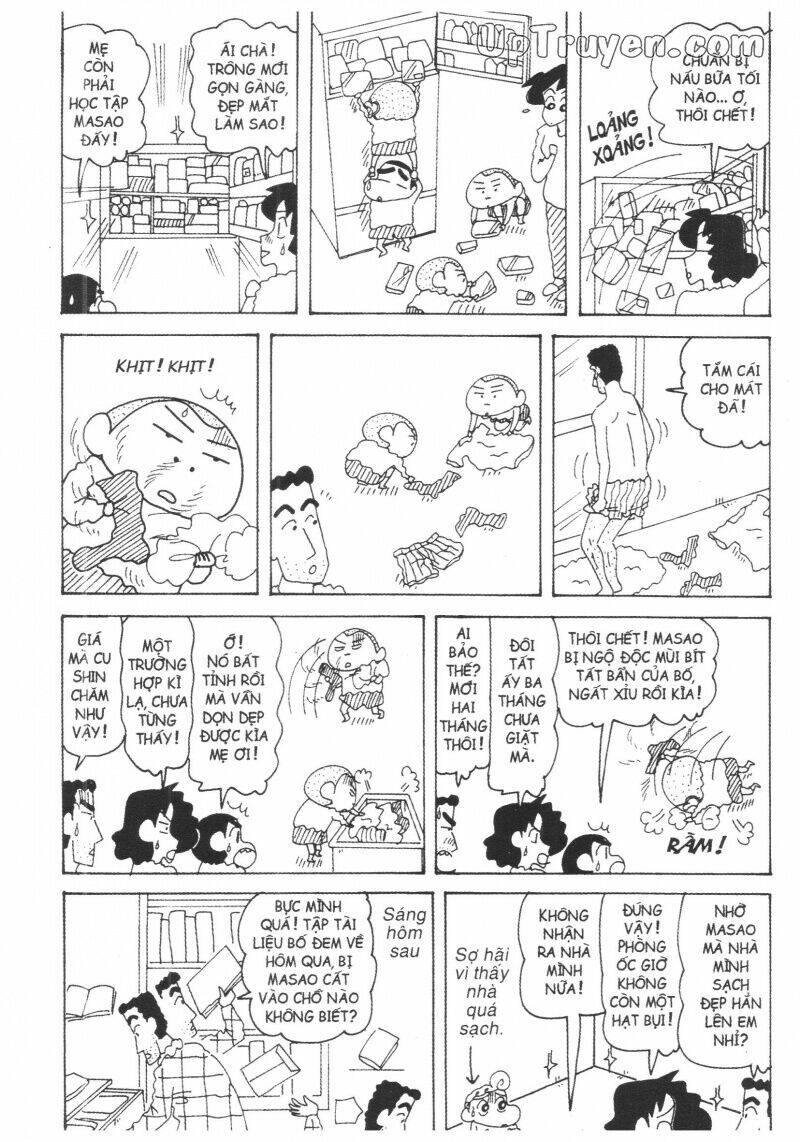 UpTruyen.com
CHUẨN BỊ
NẤU BỮA TỐI
NÀO... Ơ,
THÔI CHẾT!
LOẢNG
XOẢNG!
ÁI CHÀ!
TRÔNG MỚI
GỌN GÀNG,
ĐẸP MẮT
LÀM SAO!
MẸ
CÒN
PHẢI
HỌC TẬP
MASAO
ĐẤY!
TẮM CÁI
CHO MÁT
ĐÃ!
KHỊT! KHỊT!
THÔI CHẾT! MASAO
BỊ NGỘ ĐỘC MÙI BÍT
TẤT BẨN CỦA BỐ,
NGẤT XỈU RỒI KÌA!
ĐÔI
TẤT
ẤY BA
THÁNG
CHƯA
GIẶT
MÀ.
AI
BẢO
THẾ?
MỚI
HAI
THÁNG
THÔI!
RẦM!
Ớ!
NÓ BẤT
TỈNH RỒI
MÀ VẪN
DỌN DẸP
ĐƯỢC KÌA
MẸ ƠI!
MỘT
TRƯỜNG
HỢP KÌ
LẠ, CHƯA
TỪNG
THẤY!
GIÁ
MÀ CU
SHIN
CHĂM
NHƯ
VẬY!
NHỜ
MASAO
MÀ NHÀ
MÌNH
SẠCH
ĐẸP HẲN
LÊN EM
NHỈ?
ĐÚNG
VẬY!
PHÒNG
ỐC GIỜ
KHÔNG
CÒN MỘT
HẠT BỤI!
KHÔNG
NHẬN
RA NHÀ
MÌNH
NỮA!
Sợ hãi
vì thấy
nhà
quá
sạch.
Sáng
hôm
sau
BỰC MÌNH
QUÁ! TẬP TÀI
LIỆU BỐ ĐEM VỀ
HÔM QUA, BỊ
MASAO CẤT
VÀO CHỖ NÀO
KHÔNG BIẾT?